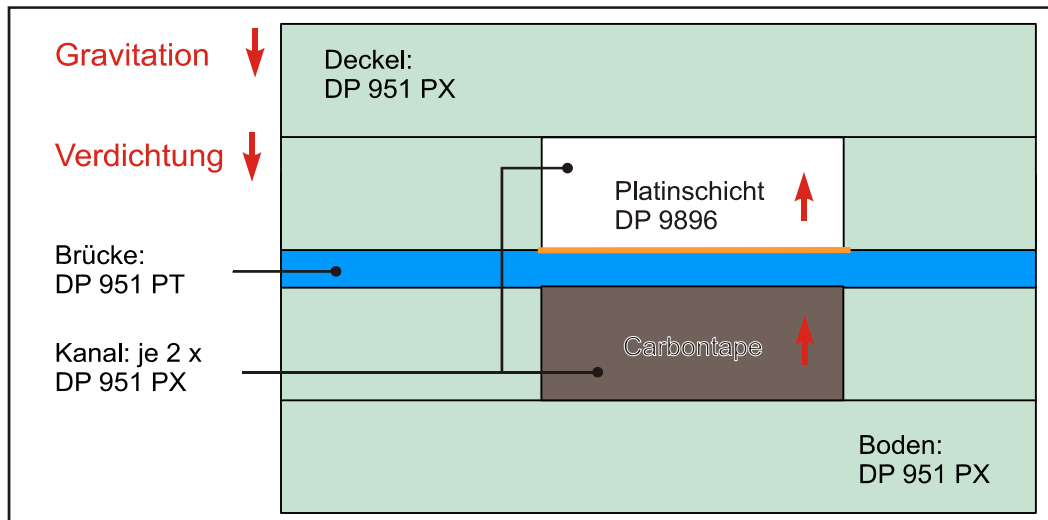 Gravitation
Deckel:
DP 951 PX
Verdichtung
Platinschicht
DP 9896
Brücke:
DP 951 PT
Kanal: je 2 x
DP 951 PX
Carbontape
Boden:
DP 951 PX